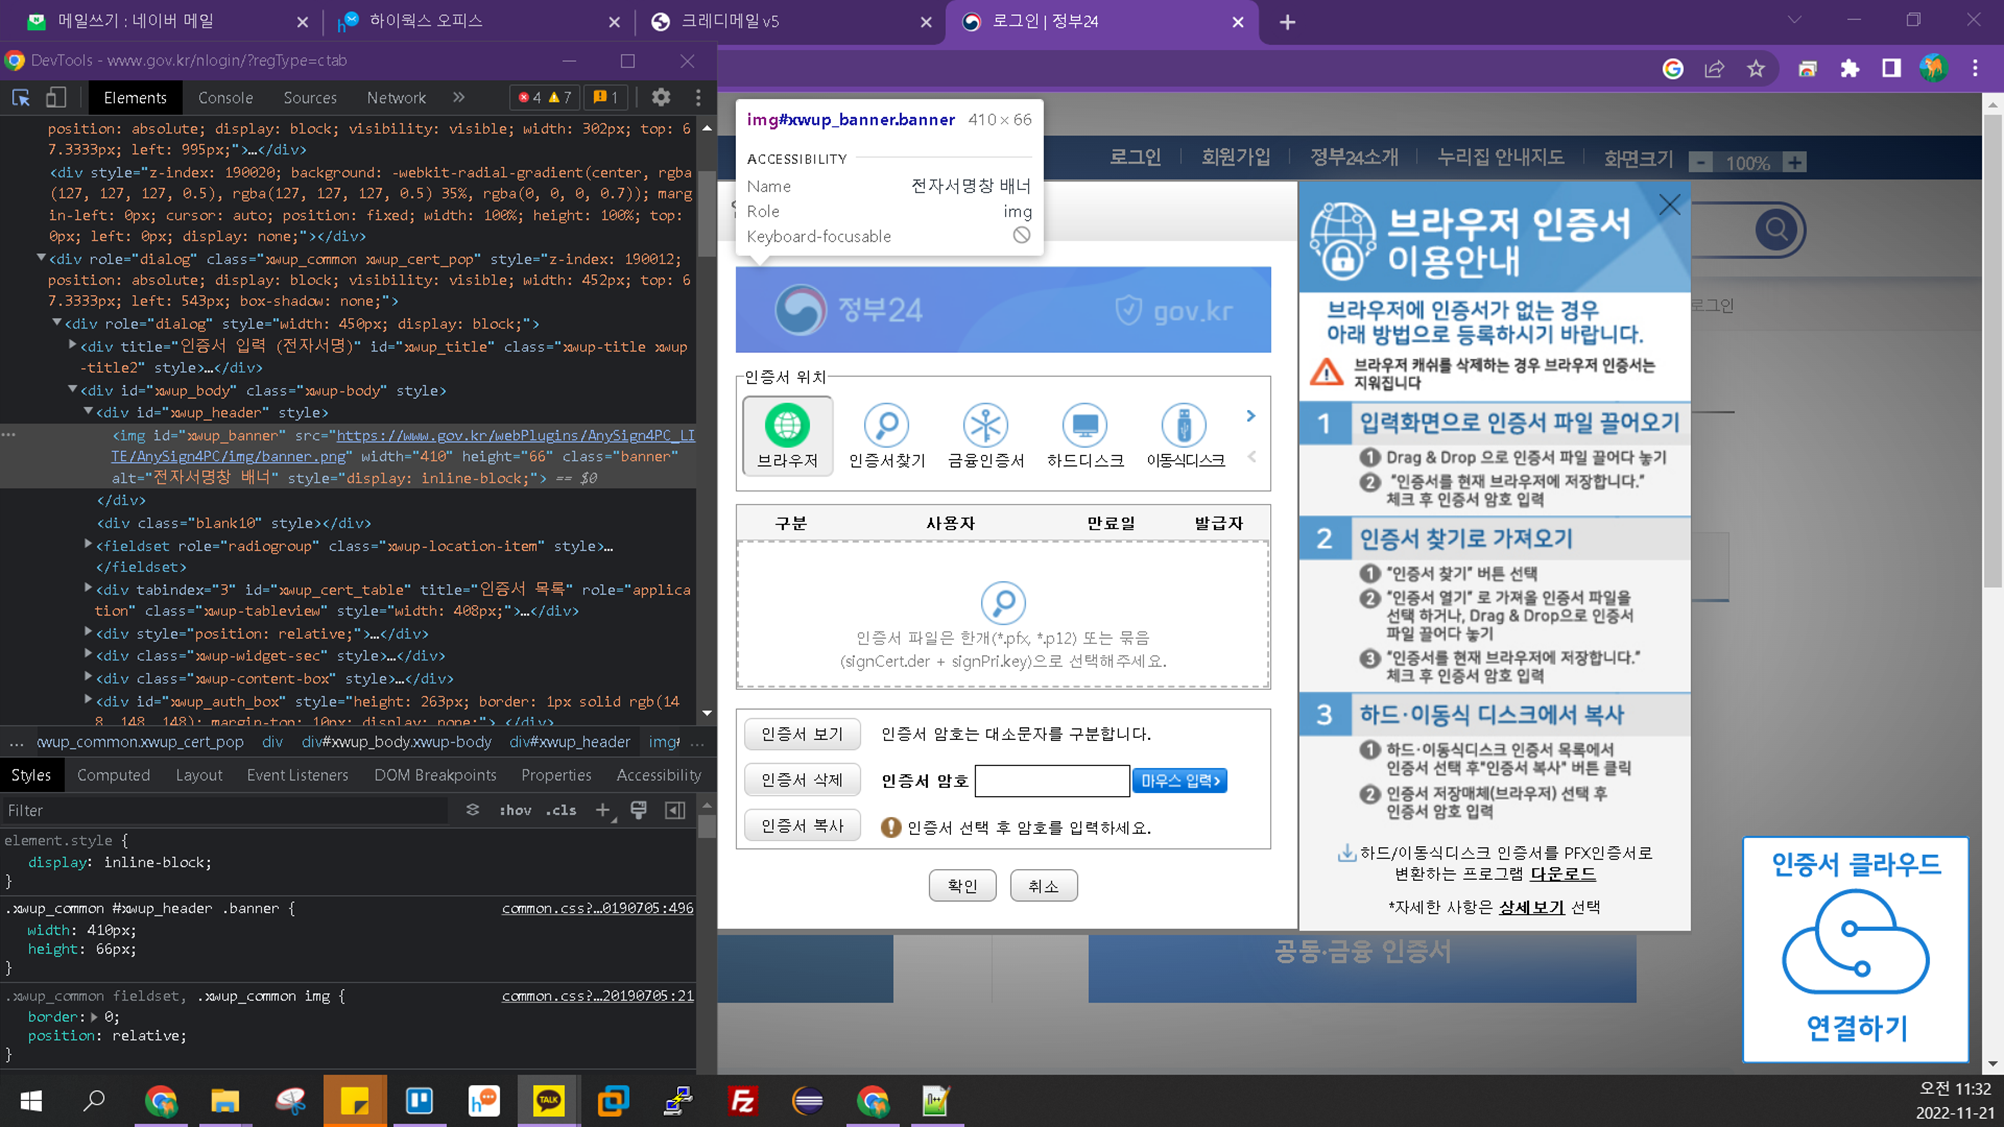 메일쓰기 : 네이버 메일
하이웍스 오피스
크레디메일 v5
로그인 | 정부24
DevTools - www.gov.kr/nlogin/?regType=ctab
Elements
Console
Sources
Network
4
7
1
position: absolute; display: block; visibility: visible; width: 302px; top: 6
7.3333px; left: 995px;">…</div>
<div style="z-index: 190020; background: -webkit-radial-gradient(center, rgba
(127, 127, 127, 0.5), rgba(127, 127, 127, 0.5) 35%, rgba(0, 0, 0, 0.7)); marg
in-left: 0px; cursor: auto; position: fixed; width: 100%; height: 100%; top:
0px; left: 0px; display: none;"></div>
<div role="dialog" class="xwup_common xwup_cert_pop" style="z-index: 190012;
position: absolute; display: block; visibility: visible; width: 452px; top: 6
7.3333px; left: 543px; box-shadow: none;">
<div role="dialog" style="width: 450px; display: block;">
<div title="인증서 입력 (전자서명)" id="xwup_title" class="xwup-title xwup
-title2" style>…</div>
<div id="xwup_body" class="xwup-body" style>
<div id="xwup_header" style>
<img id="xwup_banner" src="https://www.gov.kr/webPlugins/AnySign4PC_LI
TE/AnySign4PC/img/banner.png" width="410" height="66" class="banner"
alt="전자서명창 배너" style="display: inline-block;"> == $0
</div>
<div class="blank10" style></div>
<fieldset role="radiogroup" class="xwup-location-item" style>…
</fieldset>
<div tabindex="3" id="xwup_cert_table" title="인증서 목록" role="applica
tion" class="xwup-tableview" style="width: 408px;">…</div>
<div style="position: relative;">…</div>
<div class="xwup-widget-sec" style>…</div>
<div class="xwup-content-box" style>…</div>
<div id="xwup_auth_box" style="height: 263px; border: 1px solid rgb(14
8, 148, 148); margin-top: 10px; display: none;">…</div>
… xwup_common.xwup_cert_pop div div#xwup_body.xwup-body div#xwup_header img# …
Styles
Computed
Layout
Event Listeners
DOM Breakpoints
Properties
Accessibility
Filter
:hov
.cls
element.style {
display: inline-block;
}
.xwup_common #xwup_header .banner {
common.css?…0190705:496
width: 410px;
height: 66px;
}
.xwup_common fieldset, .xwup_common img {
common.css?…20190705:21
border: 0;
position: relative;
}
img#xwup_banner.banner 410 × 66
ACCESSIBILITY
Name 전자서명창 배너
Role img
Keyboard-focusable
로그인
회원가입
정부24소개
누리집 안내지도
화면크기
- 100% +
로그인
정부24
gov.kr
인증서 위치
브라우저
인증서찾기
금융인증서
하드디스크
이동식디스크
구분
사용자
만료일
발급자
인증서 파일은 한개(*.pfx, *.p12) 또는 묶음
(signCert.der + signPri.key)으로 선택해주세요.
인증서 보기
인증서 암호는 대소문자를 구분합니다.
인증서 삭제
인증서 암호
마우스 입력
인증서 복사
인증서 선택 후 암호를 입력하세요.
확인
취소
브라우저 인증서
이용안내
브라우저에 인증서가 없는 경우
아래 방법으로 등록하시기 바랍니다.
브라우저 캐쉬를 삭제하는 경우 브라우저 인증서는
지워집니다
1 입력화면으로 인증서 파일 끌어오기
1 Drag & Drop 으로 인증서 파일 끌어다 놓기
2 "인증서를 현재 브라우저에 저장합니다."
체크 후 인증서 암호 입력
2 인증서 찾기로 가져오기
1 "인증서 찾기" 버튼 선택
2 "인증서 열기" 로 가져올 인증서 파일을
선택 하거나, Drag & Drop으로 인증서
파일 끌어다 놓기
3 "인증서를 현재 브라우저에 저장합니다."
체크 후 인증서 암호 입력
3 하드·이동식 디스크에서 복사
1 하드·이동식디스크 인증서 목록에서
인증서 선택 후"인증서 복사" 버튼 클릭
2 인증서 저장매체(브라우저) 선택 후
인증서 암호 입력
하드/이동식디스크 인증서를 PFX인증서로
변환하는 프로그램 다운로드
*자세한 사항은 상세보기 선택
공동·금융 인증서
인증서 클라우드
연결하기
TALK
오전 11:32
2022-11-21